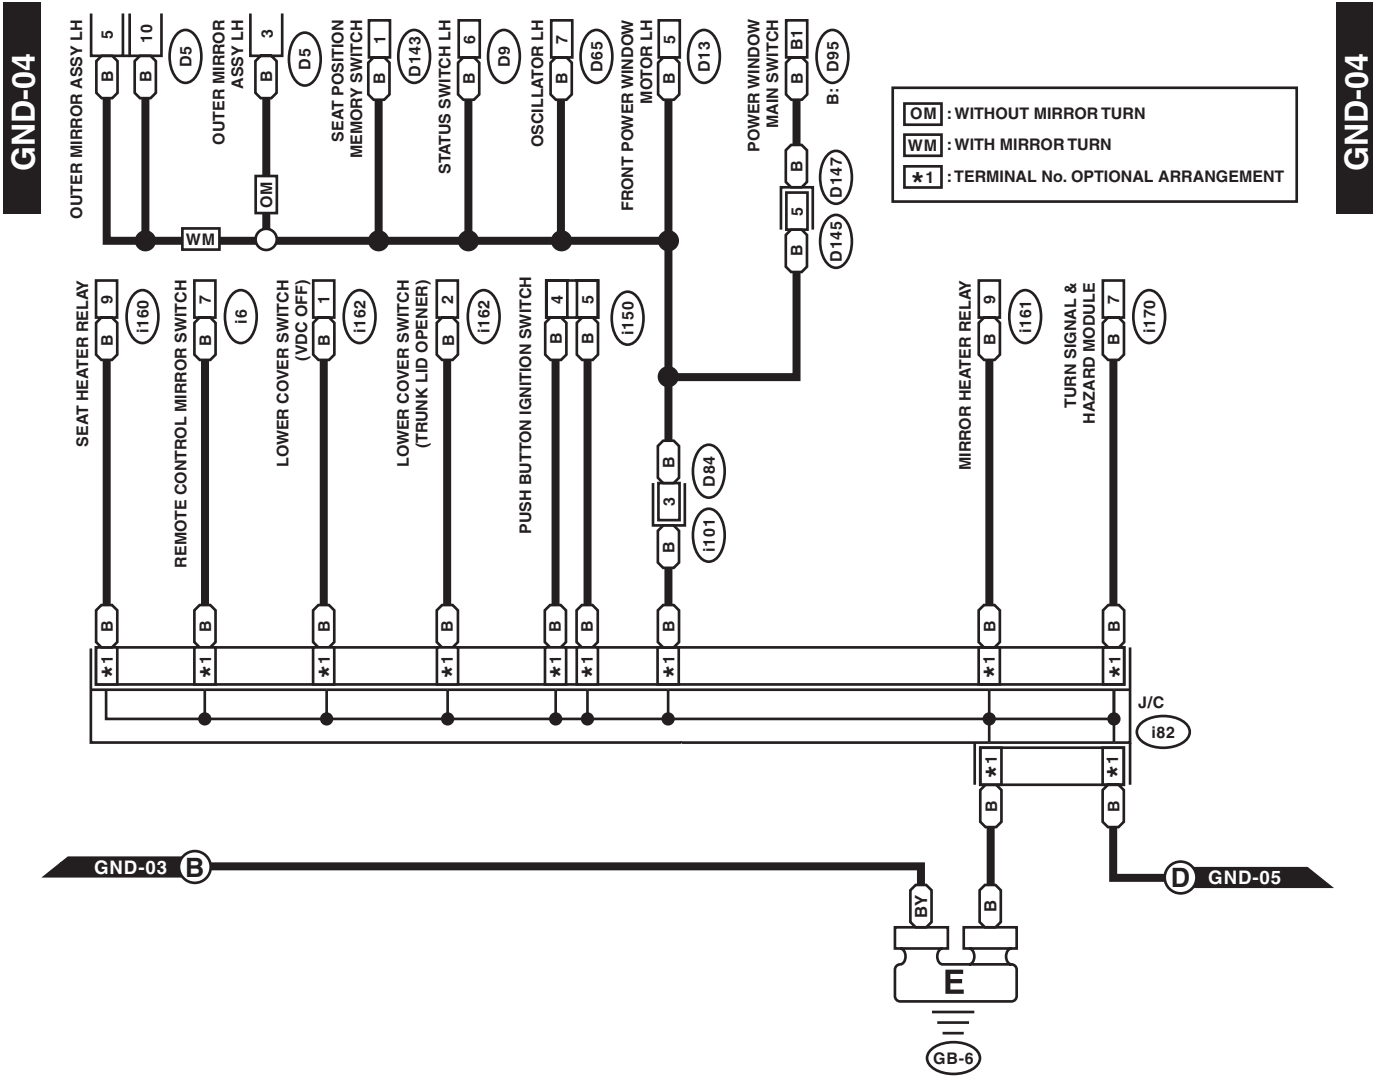 GND-04
GND-04
OUTER MIRROR ASSY LH
5
10
B
B
D5
OUTER MIRROR
ASSY LH
3
B
D5
OM
SEAT POSITION
MEMORY SWITCH
1
B
D143
STATUS SWITCH LH
6
B
D9
OSCILLATOR LH
7
B
D65
FRONT POWER WINDOW
MOTOR LH
5
B
D13
POWER WINDOW
MAIN SWITCH
B1
B
B: D95
B
D147
5
B
D145
WM
OM : WITHOUT MIRROR TURN
WM : WITH MIRROR TURN
*1 : TERMINAL No. OPTIONAL ARRANGEMENT
SEAT HEATER RELAY
9
B
i160
REMOTE CONTROL MIRROR SWITCH
7
B
i6
LOWER COVER SWITCH
(VDC OFF)
1
B
i162
LOWER COVER SWITCH
(TRUNK LID OPENER)
2
B
i162
PUSH BUTTON IGNITION SWITCH
4
5
B
B
i150
B
D84
3
B
i101
MIRROR HEATER RELAY
9
B
i161
TURN SIGNAL &
HAZARD MODULE
7
B
i170
B
B
B
B
B
B
B
B
B
*1
*1
*1
*1
*1
*1
*1
*1
*1
J/C
i82
*1
*1
B
B
GND-03
B
D
GND-05
BY
B
E
GB-6